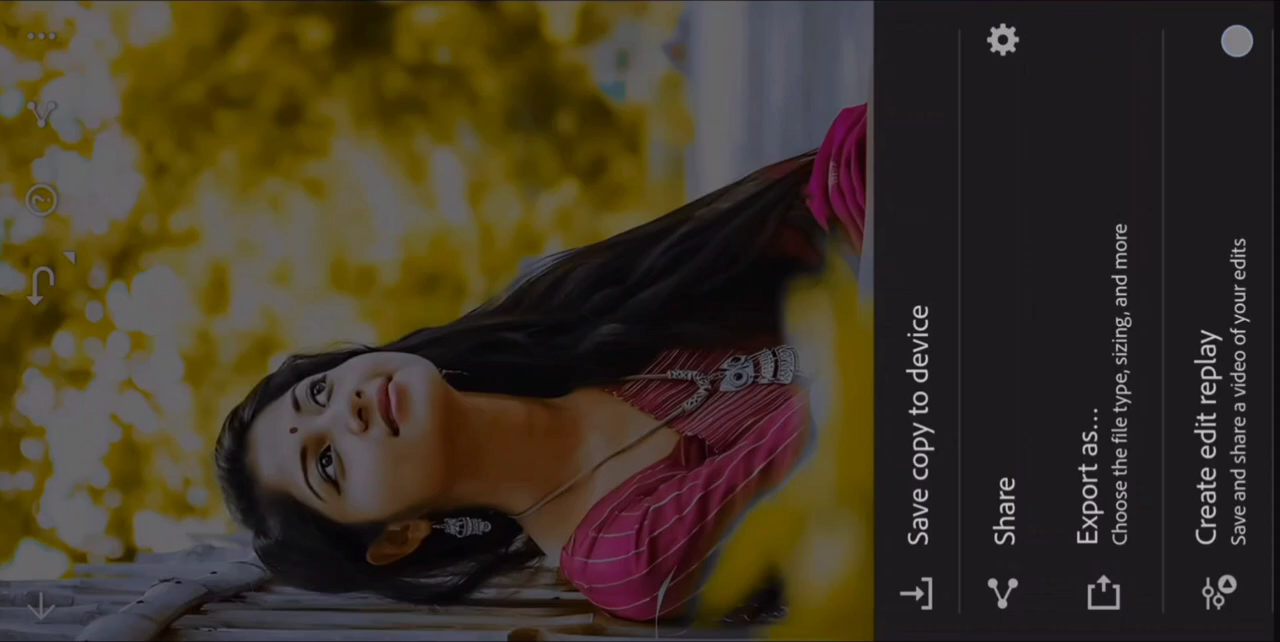 Save copy to device
Share
Export as...
Choose the file type, sizing, and more
Create edit replay
Save and share a video of your edits